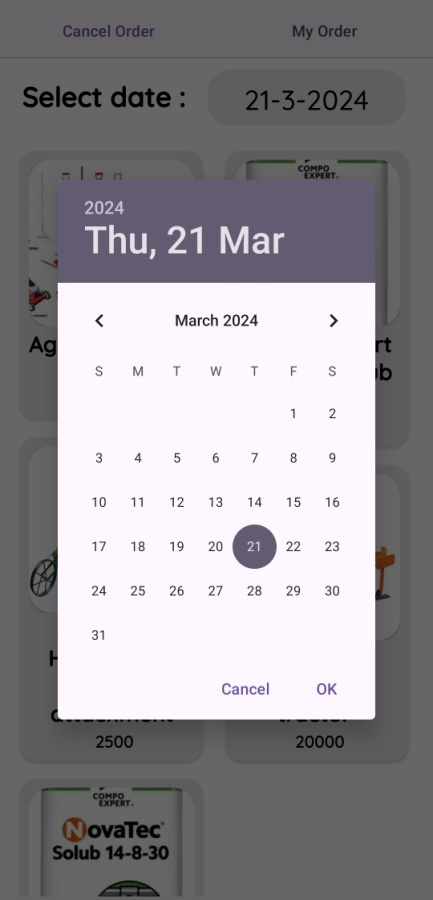 Cancel Order My Order
Select date : 21-3-2024
COMPO
EXPERT.
2024
Thu, 21 Mar
March 2024
S M T W T F S
1 2
3 4 5 6 7 8 9
10 11 12 13 14 15 16
17 18 19 20 21 22 23
24 25 26 27 28 29 30
31
Cancel OK
2500 20000
COMPO
EXPERT.
NovaTec
Solub 14-8-30